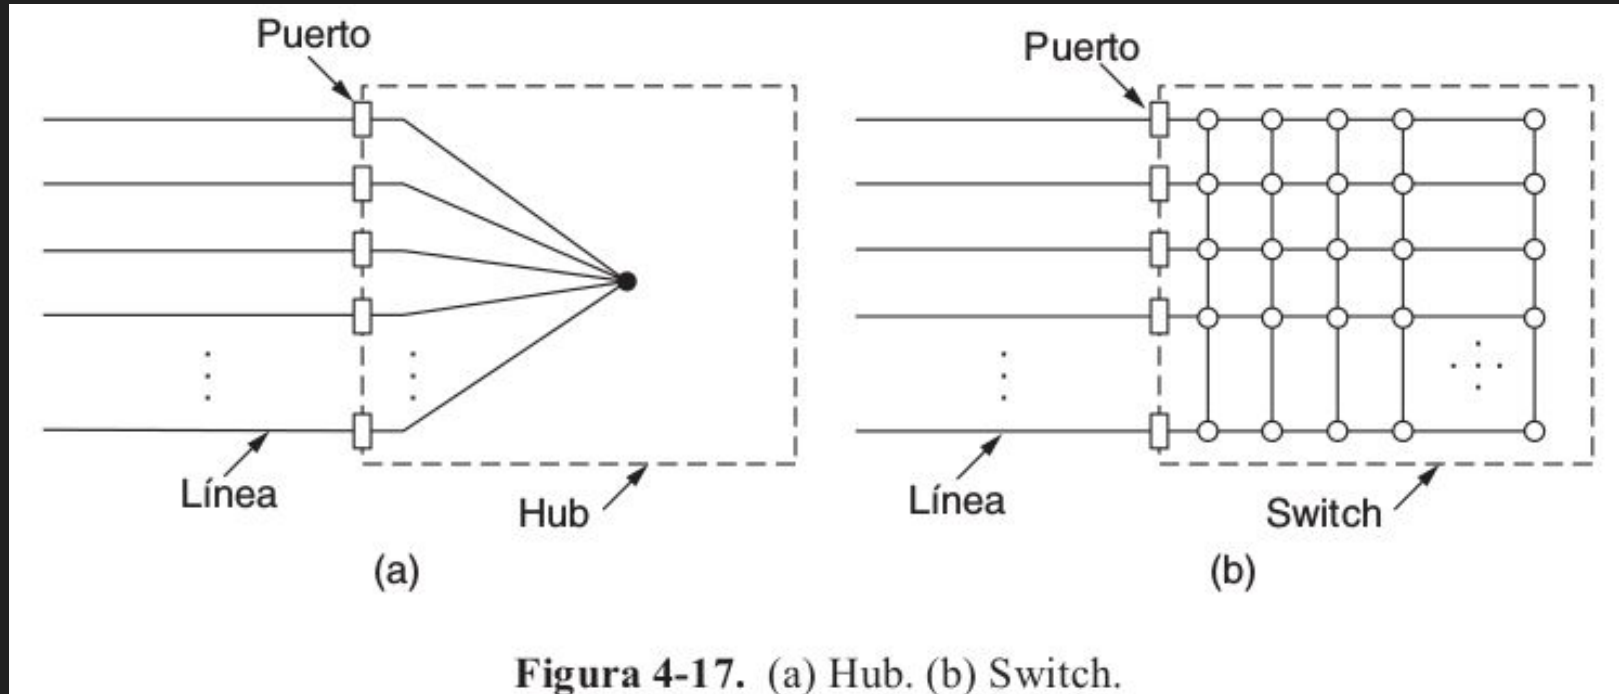 Puerto
Línea
Hub
(a)
Puerto
Línea
Switch
(b)
Figura 4-17. (a) Hub. (b) Switch.